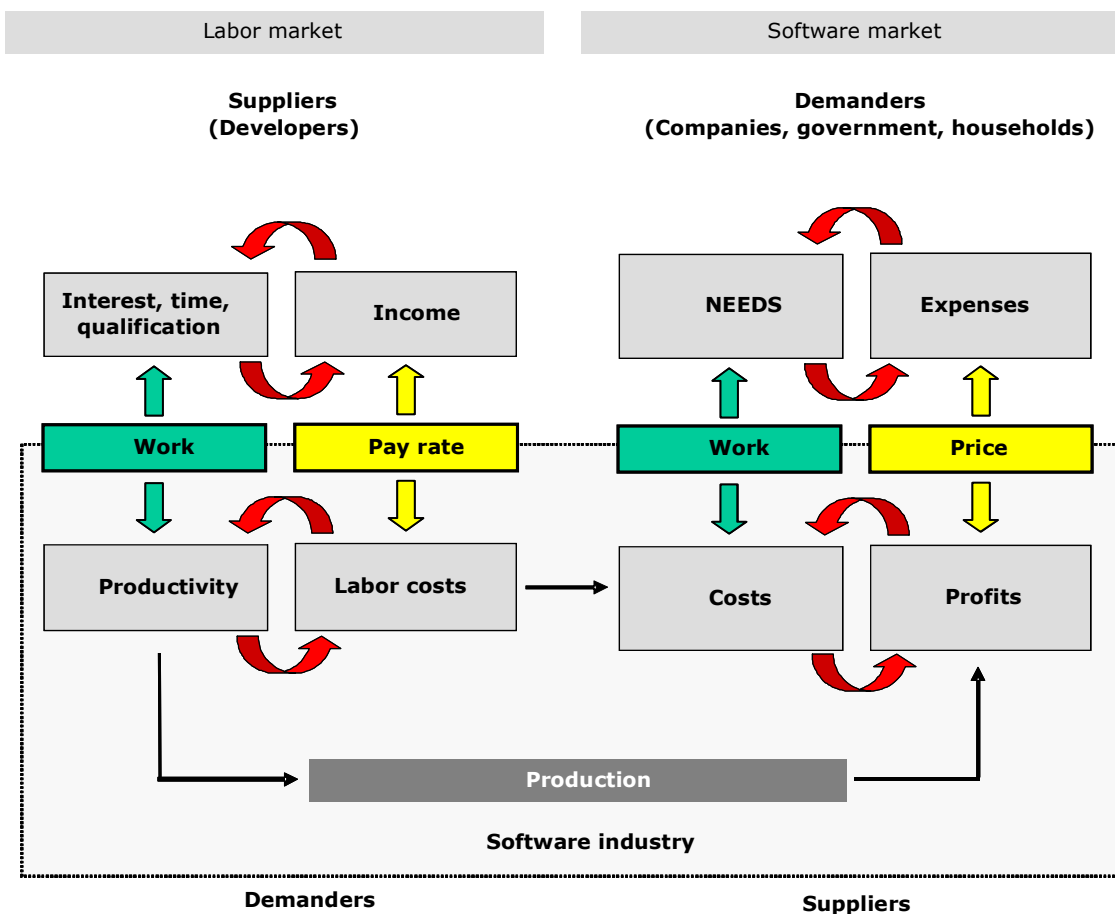 Labor market
Software market
Suppliers
(Developers)
Demanders
(Companies, government, households)
Interest, time,
qualification
Income
NEEDS
Expenses
Work
Pay rate
Work
Price
Productivity
Labor costs
Costs
Profits
Production
Software industry
Demanders
Suppliers